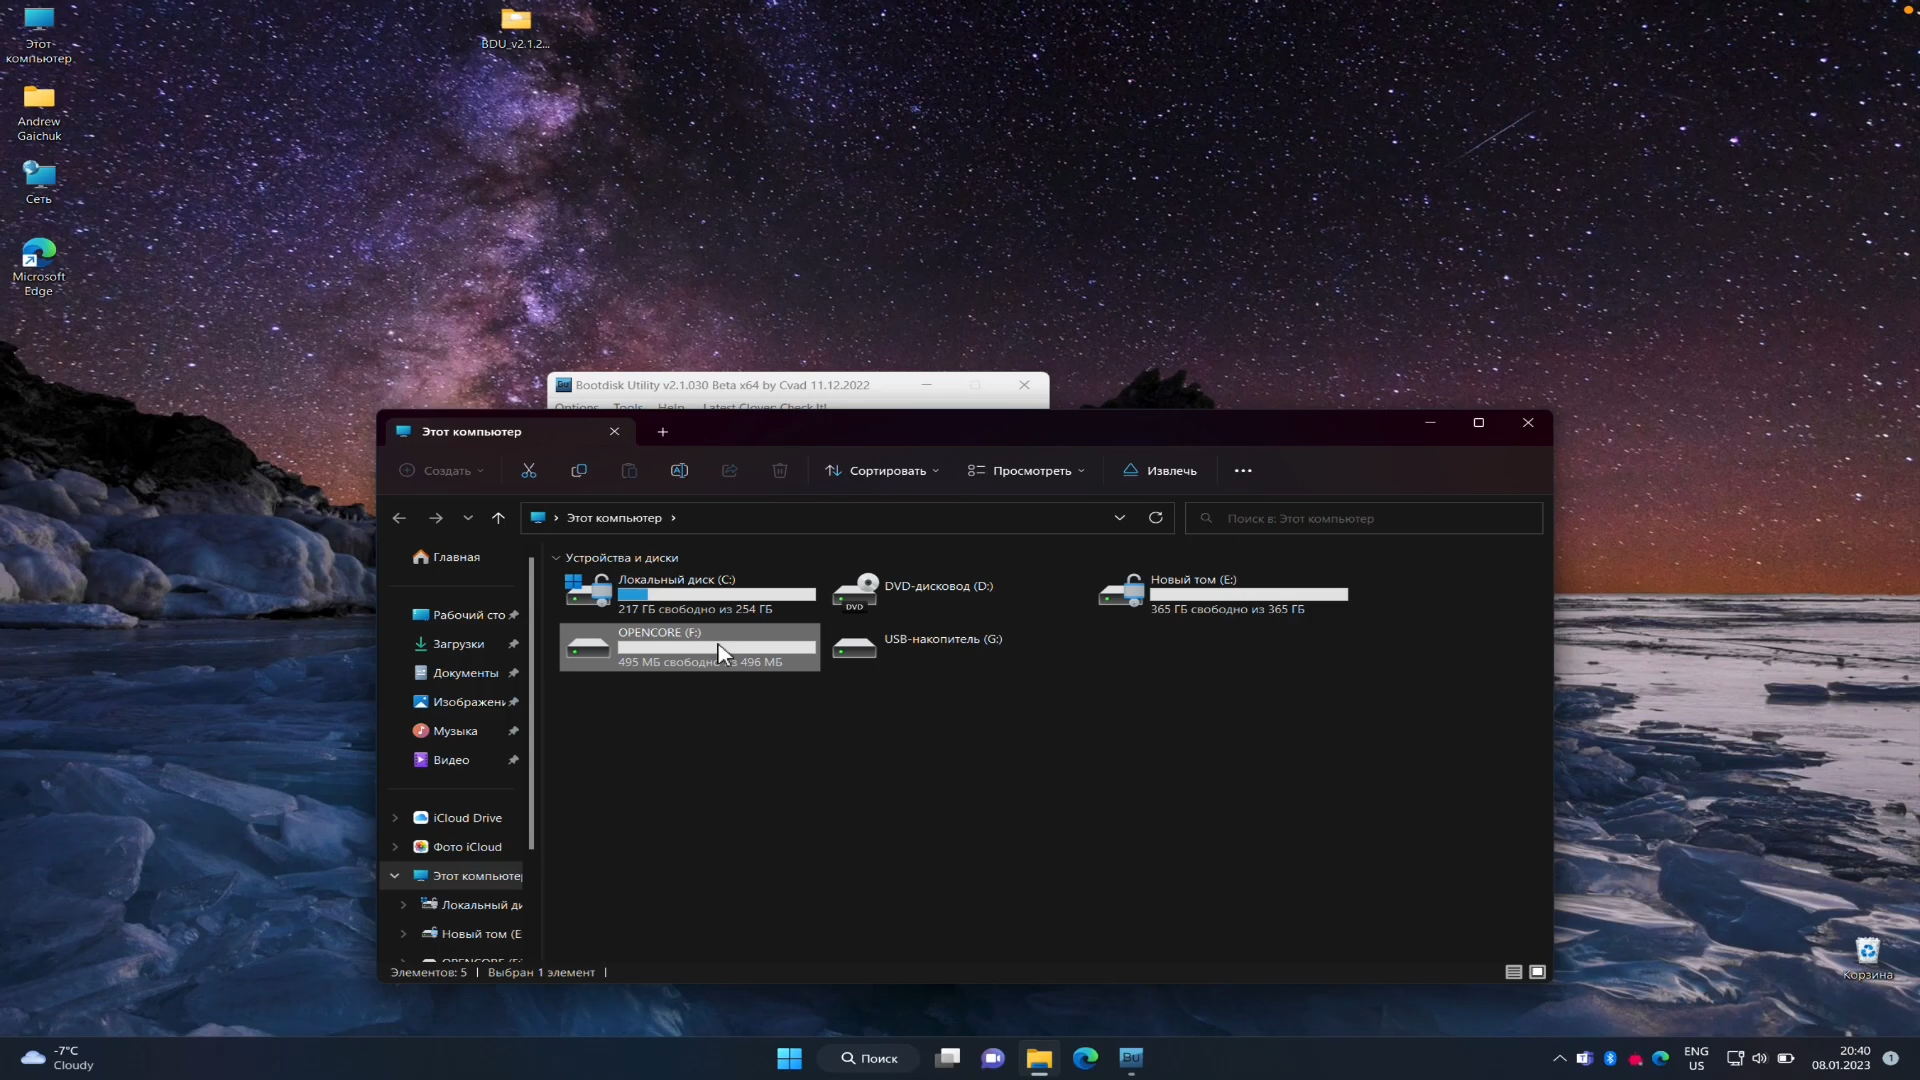 Этот
компьютер
BDU_v2.1.2...
Andrew
Gaichuk
Сеть
Microsoft
Edge
Bootdisk Utility v2.1.030 Beta x64 by Cvad 11.12.2022
Options Tools Help Latest Clover: Check It!
Этот компьютер
Создать
Сортировать
Просмотреть
Извлечь
Этот компьютер
Поиск в: Этот компьютер
Главная
Рабочий сто
Загрузки
Документы
Изображени
Музыка
Видео
iCloud Drive
Фото iCloud
Этот компьютер
Локальный ди
Новый том (E
OPENCORE (F:)
Устройства и диски
Локальный диск (C:)
217 ГБ свободно из 254 ГБ
DVD-дисковод (D:)
DVD
Новый том (E:)
365 ГБ свободно из 365 ГБ
OPENCORE (F:)
495 МБ свободно из 496 МБ
USB-накопитель (G:)
Элементов: 5
Выбран 1 элемент
Корзина
-7°C
Cloudy
Поиск
BU
ENG
US
20:40
08.01.2023
1